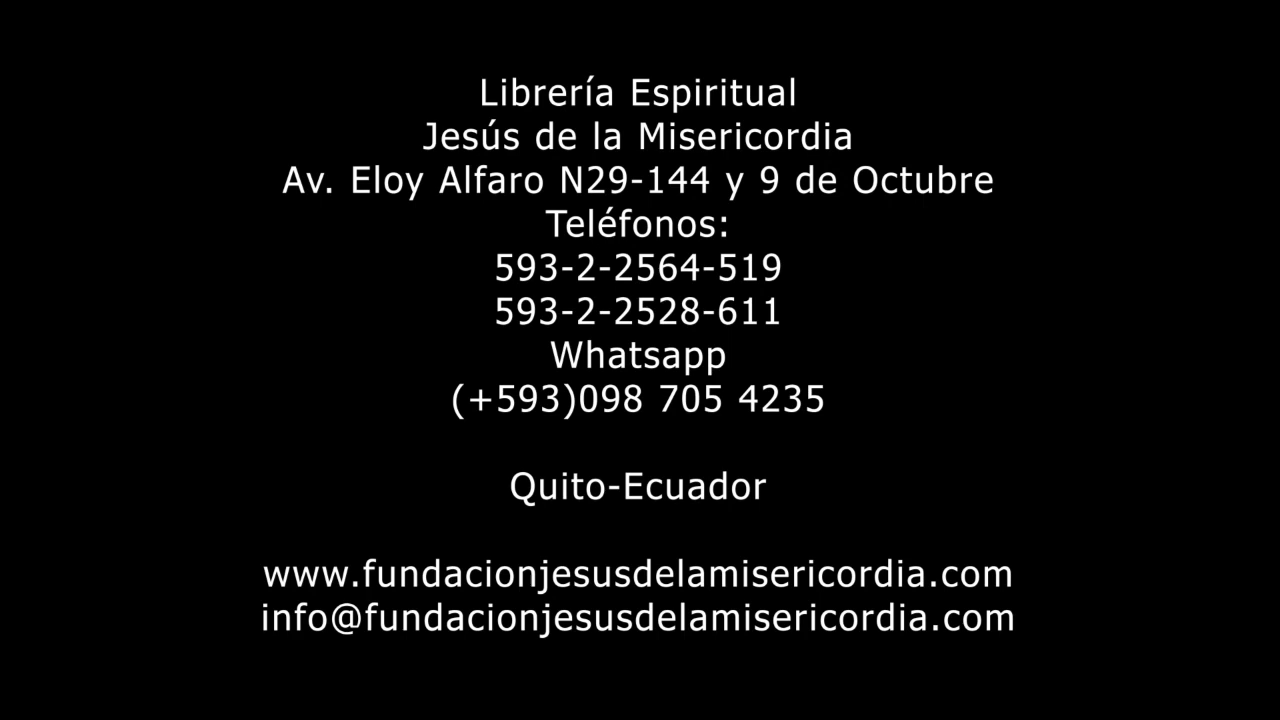 Librería Espiritual
Jesús de la Misericordia
Av. Eloy Alfaro N29-144 y 9 de Octubre
Teléfonos:
593-2-2564-519
593-2-2528-611
Whatsapp
(+593)098 705 4235
Quito-Ecuador
www.fundacionjesusdelamisericordia.com
info@fundacionjesusdelamisericordia.com